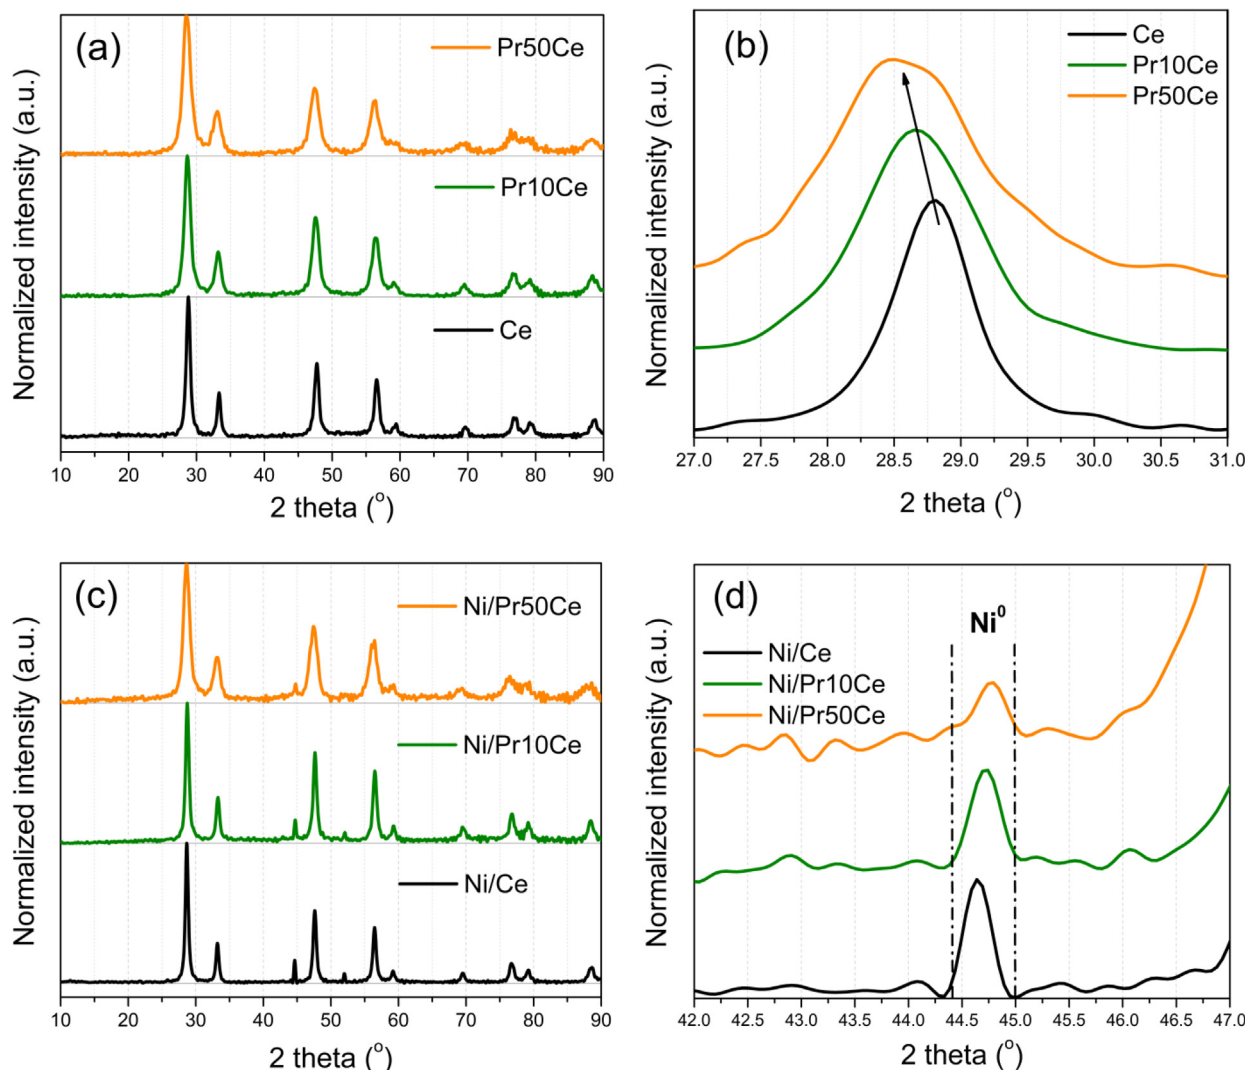 (a)
Pr50Ce
Pr10Ce
Ce
Normalized intensity (a.u.)
10 20 30 40 50 60 70 80 90
2 theta (°)
(b)
Ce
Pr10Ce
Pr50Ce
Normalized intensity (a.u.)
27.0 27.5 28.0 28.5 29.0 29.5 30.0 30.5 31.0
2 theta (°)
(c)
Ni/Pr50Ce
Ni/Pr10Ce
Ni/Ce
Normalized intensity (a.u.)
10 20 30 40 50 60 70 80 90
2 theta (°)
(d)
Ni⁰
Ni/Ce
Ni/Pr10Ce
Ni/Pr50Ce
Normalized intensity (a.u.)
42.0 42.5 43.0 43.5 44.0 44.5 45.0 45.5 46.0 46.5 47.0
2 theta (°)